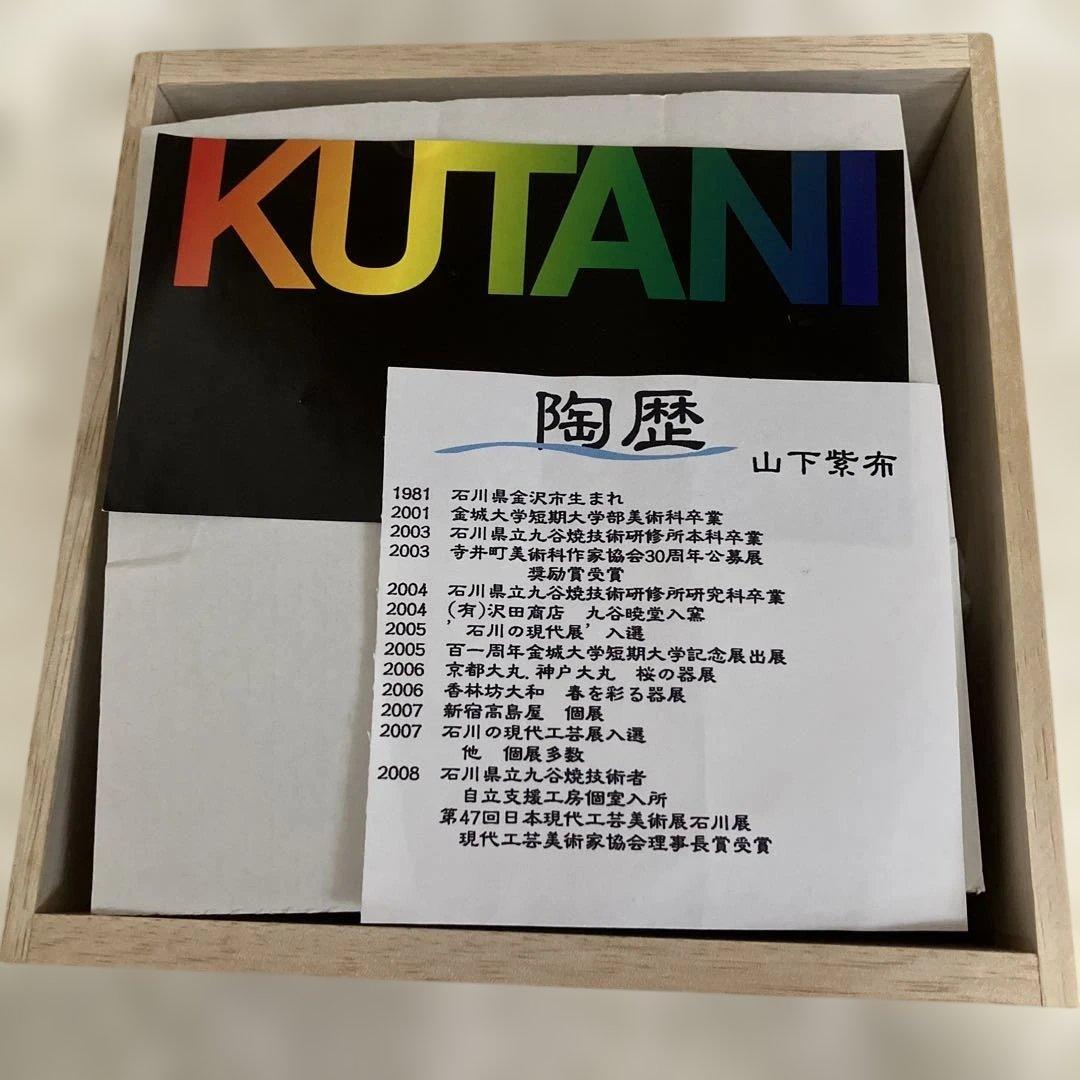 KUTANI
陶歴
山下紫布
1981 石川県金沢市生まれ
2001 金城大学短期大学部美術科卒業
2003 石川県立九谷焼技術研修所本科卒業
2003 寺井町美術科作家協会30周年公募展
奨励賞受賞
2004 石川県立九谷焼技術研修所研究科卒業
2004 (有)沢田商店 九谷暁堂入窯
2005 ’石川の現代展’入選
2005 百一周年金城大学短期大学記念展出展
2006 京都大丸.神戸大丸 桜の器展
2006 香林坊大和 春を彩る器展
2007 新宿高島屋 個展
2007 石川の現代工芸展入選
他 個展多数
2008 石川県立九谷焼技術者
自立支援工房個室入所
第47回日本現代工芸美術展石川展
現代工芸美術家協会理事長賞受賞